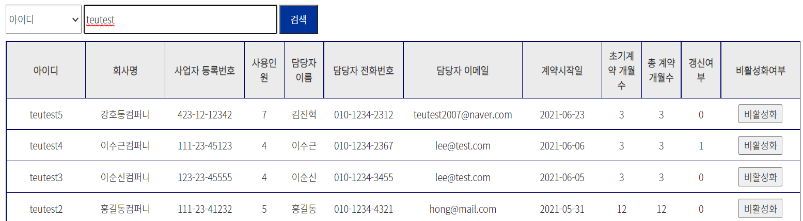 아이디 teutest 검색
아이디 회사명 사업자 등록번호 사용인원 담당자 이름 담당자 전화번호 담당자 이메일 계약시작일 초기계약 개월수 총 계약 개월수 갱신여부 비활성화여부
teutest5 강호동컴퍼니 423-12-12342 7 김진혁 010-1234-2312 teutest2007@naver.com 2021-06-23 3 3 0 비활성화
teutest4 이수근컴퍼니 111-23-45123 4 이수근 010-1234-2367 lee@test.com 2021-06-06 3 3 1 비활성화
teutest3 이순신컴퍼니 123-23-45555 4 이순신 010-1234-3455 lee@test.com 2021-06-05 3 3 0 비활성화
teutest2 홍길동컴퍼니 111-23-41232 5 홍길동 010-1234-4321 hong@mail.com 2021-05-31 12 12 0 비활성화